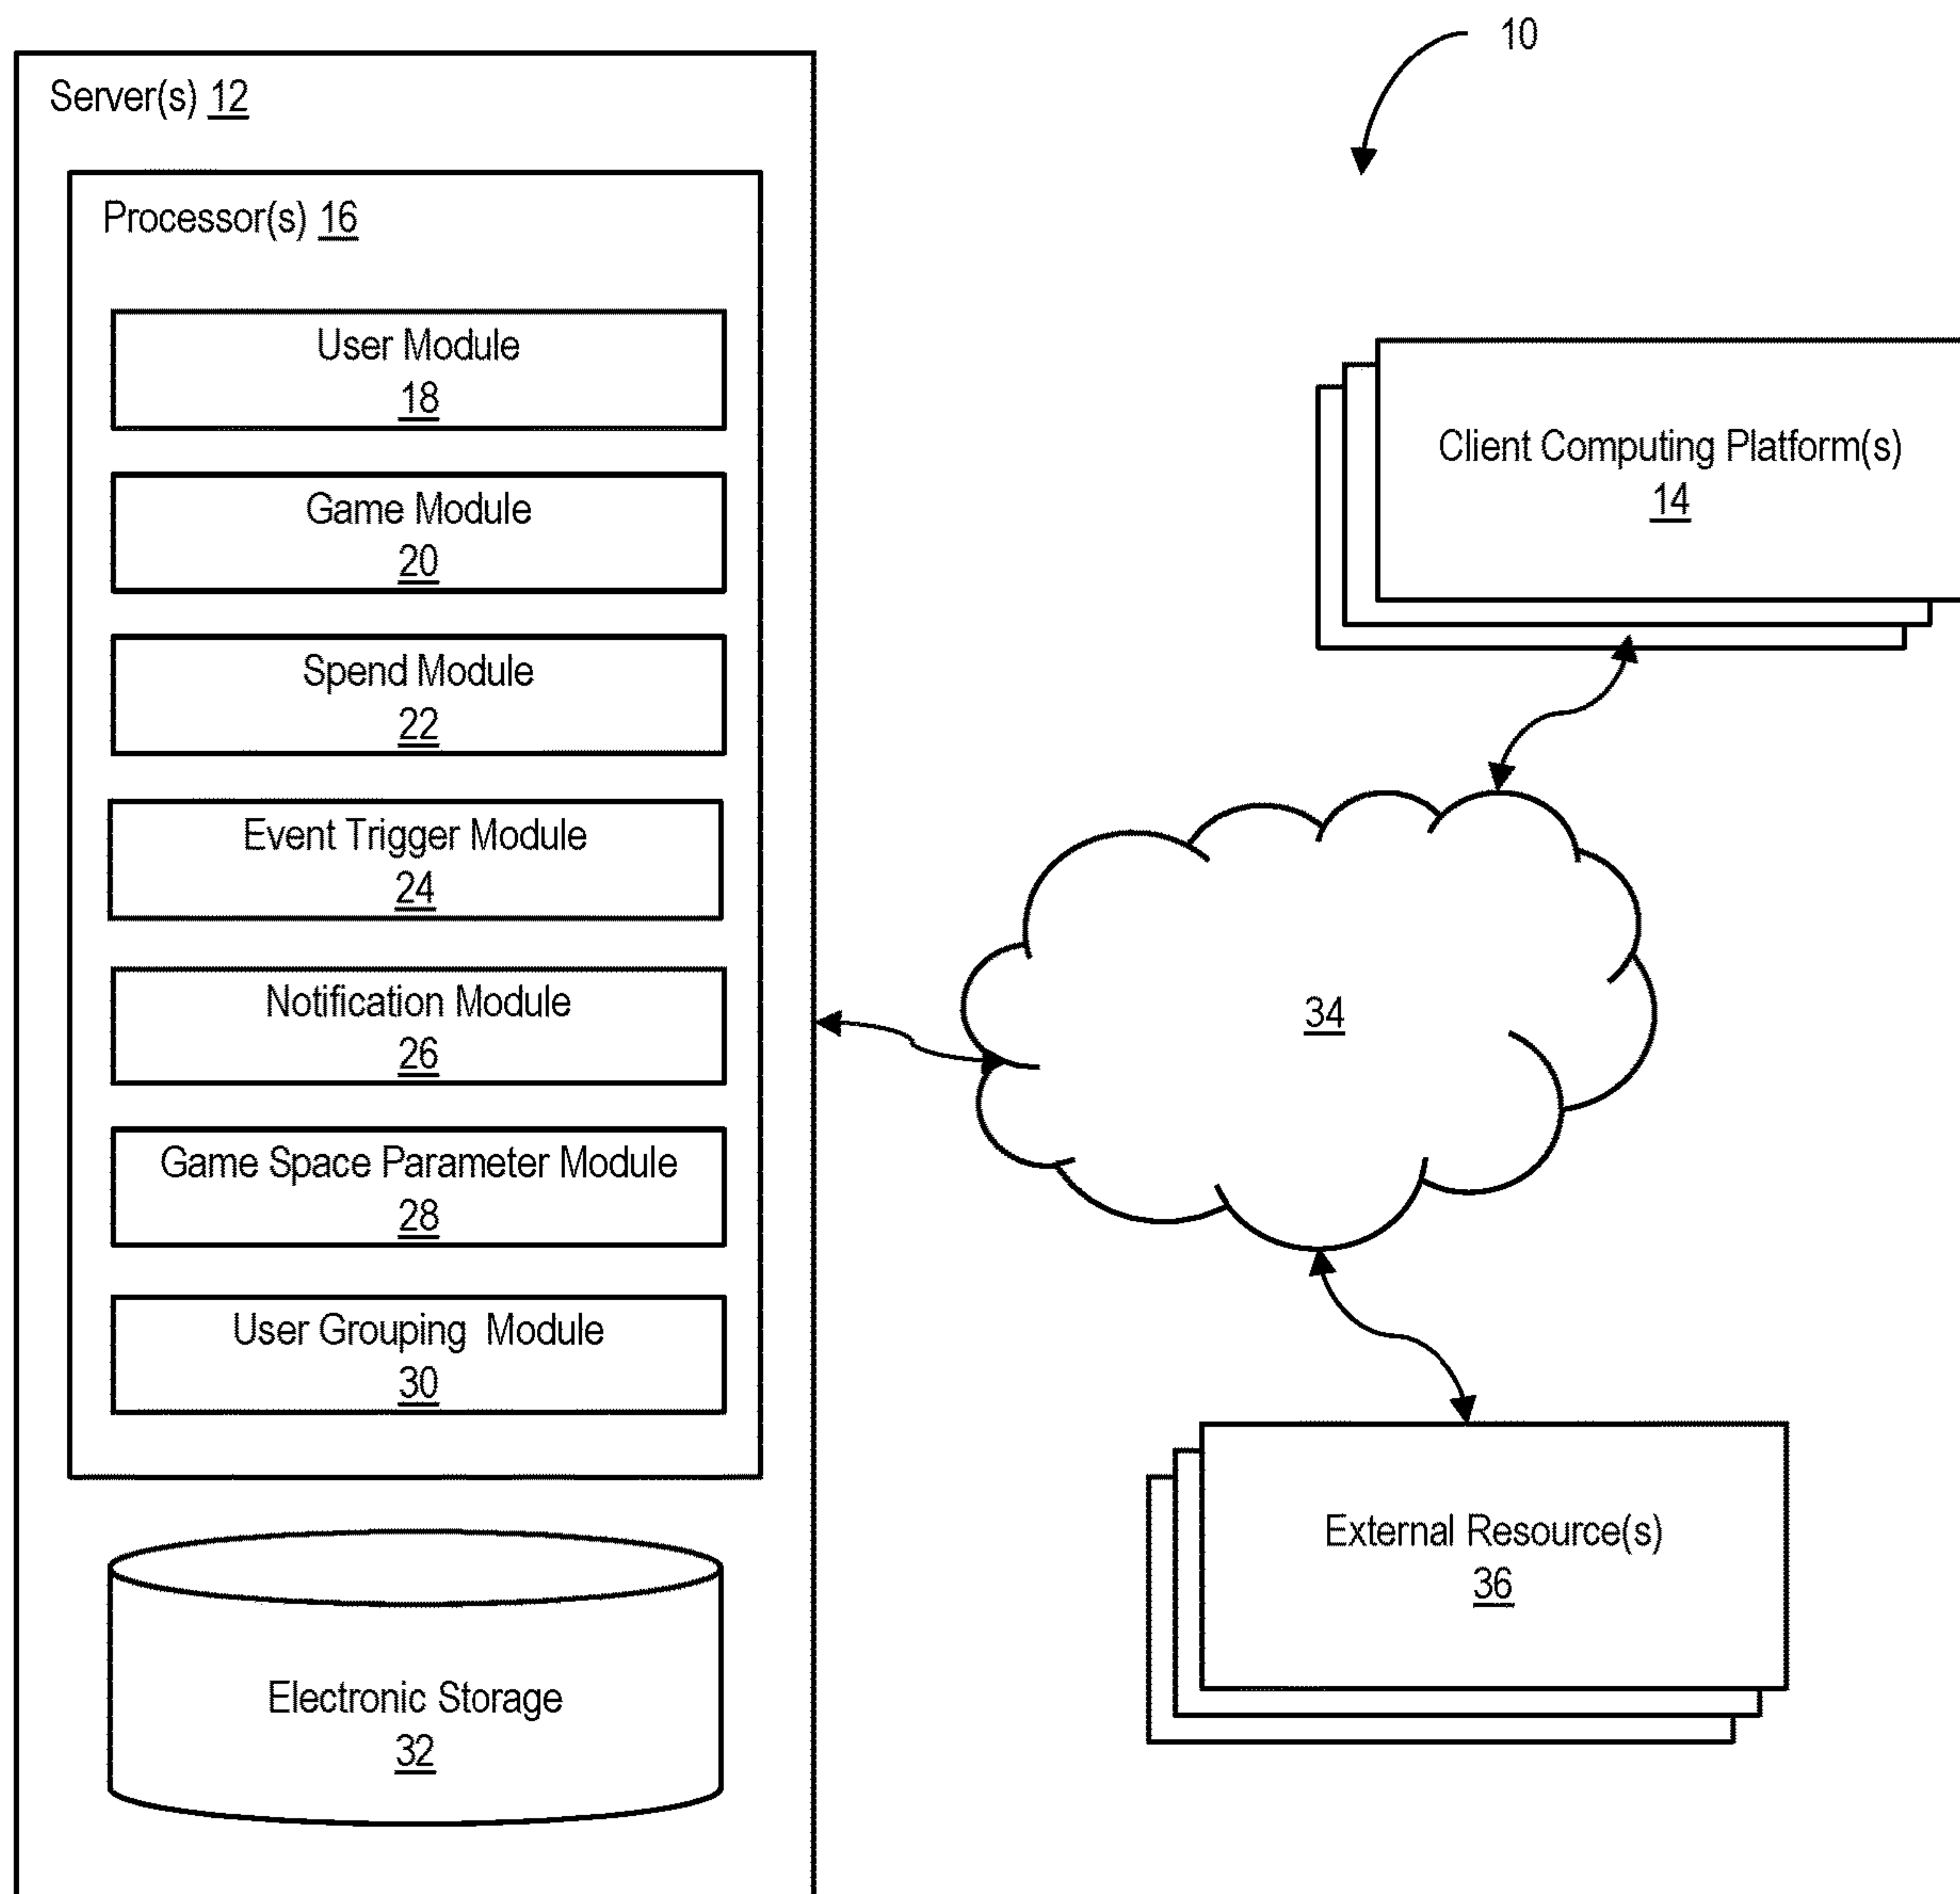 10
Server(s) 12
Processor(s) 16
User Module
18
Game Module
20
Spend Module
22
Event Trigger Module
24
Notification Module
26
Game Space Parameter Module
28
User Grouping Module
30
Electronic Storage
32
Client Computing Platform(s)
14
34
External Resource(s)
36